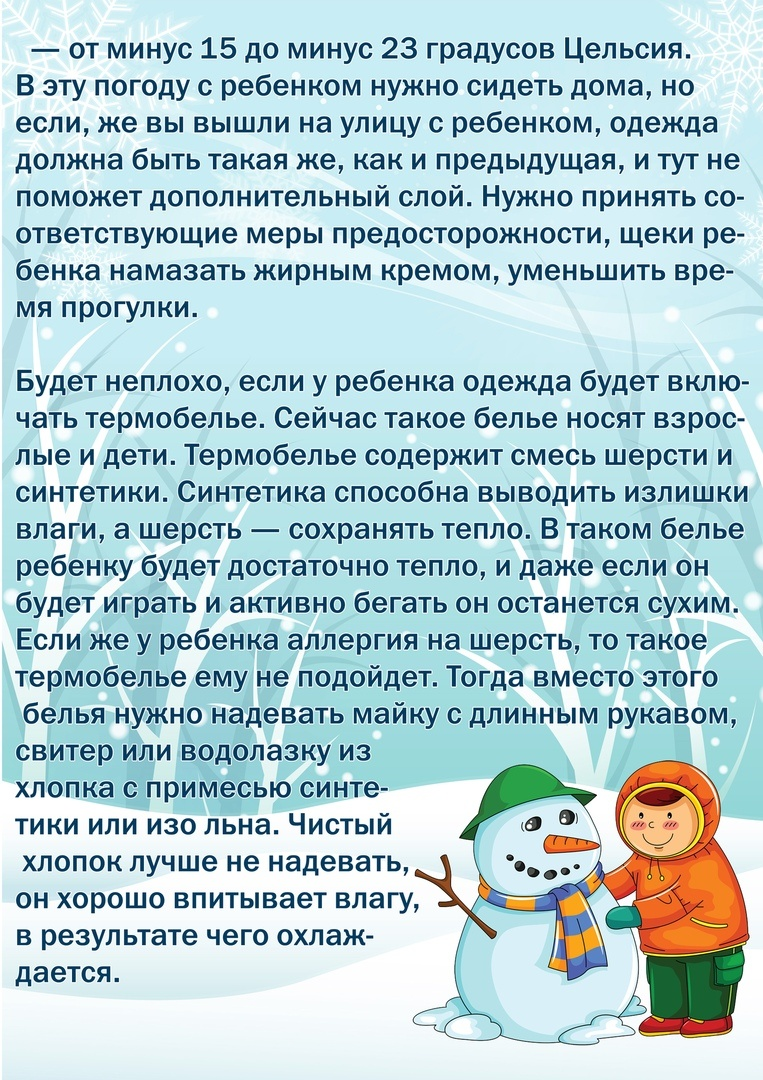 — от минус 15 до минус 23 градусов Цельсия.
В эту погоду с ребенком нужно сидеть дома, но
если, же вы вышли на улицу с ребенком, одежда
должна быть такая же, как и предыдущая, и тут не
поможет дополнительный слой. Нужно принять со-
ответствующие меры предосторожности, щеки ре-
бенка намазать жирным кремом, уменьшить вре-
мя прогулки.
Будет неплохо, если у ребенка одежда будет вклю-
чать термобелье. Сейчас такое белье носят взрос-
лые и дети. Термобелье содержит смесь шерсти и
синтетики. Синтетика способна выводить излишки
влаги, а шерсть — сохранять тепло. В таком белье
ребенку будет достаточно тепло, и даже если он
будет играть и активно бегать он останется сухим.
Если же у ребенка аллергия на шерсть, то такое
термобелье ему не подойдет. Тогда вместо этого
белья нужно надевать майку с длинным рукавом,
свитер или водолазку из
хлопка с примесью синте-
тики или изо льна. Чистый
хлопок лучше не надевать,
он хорошо впитывает влагу,
в результате чего охлаж-
дается.